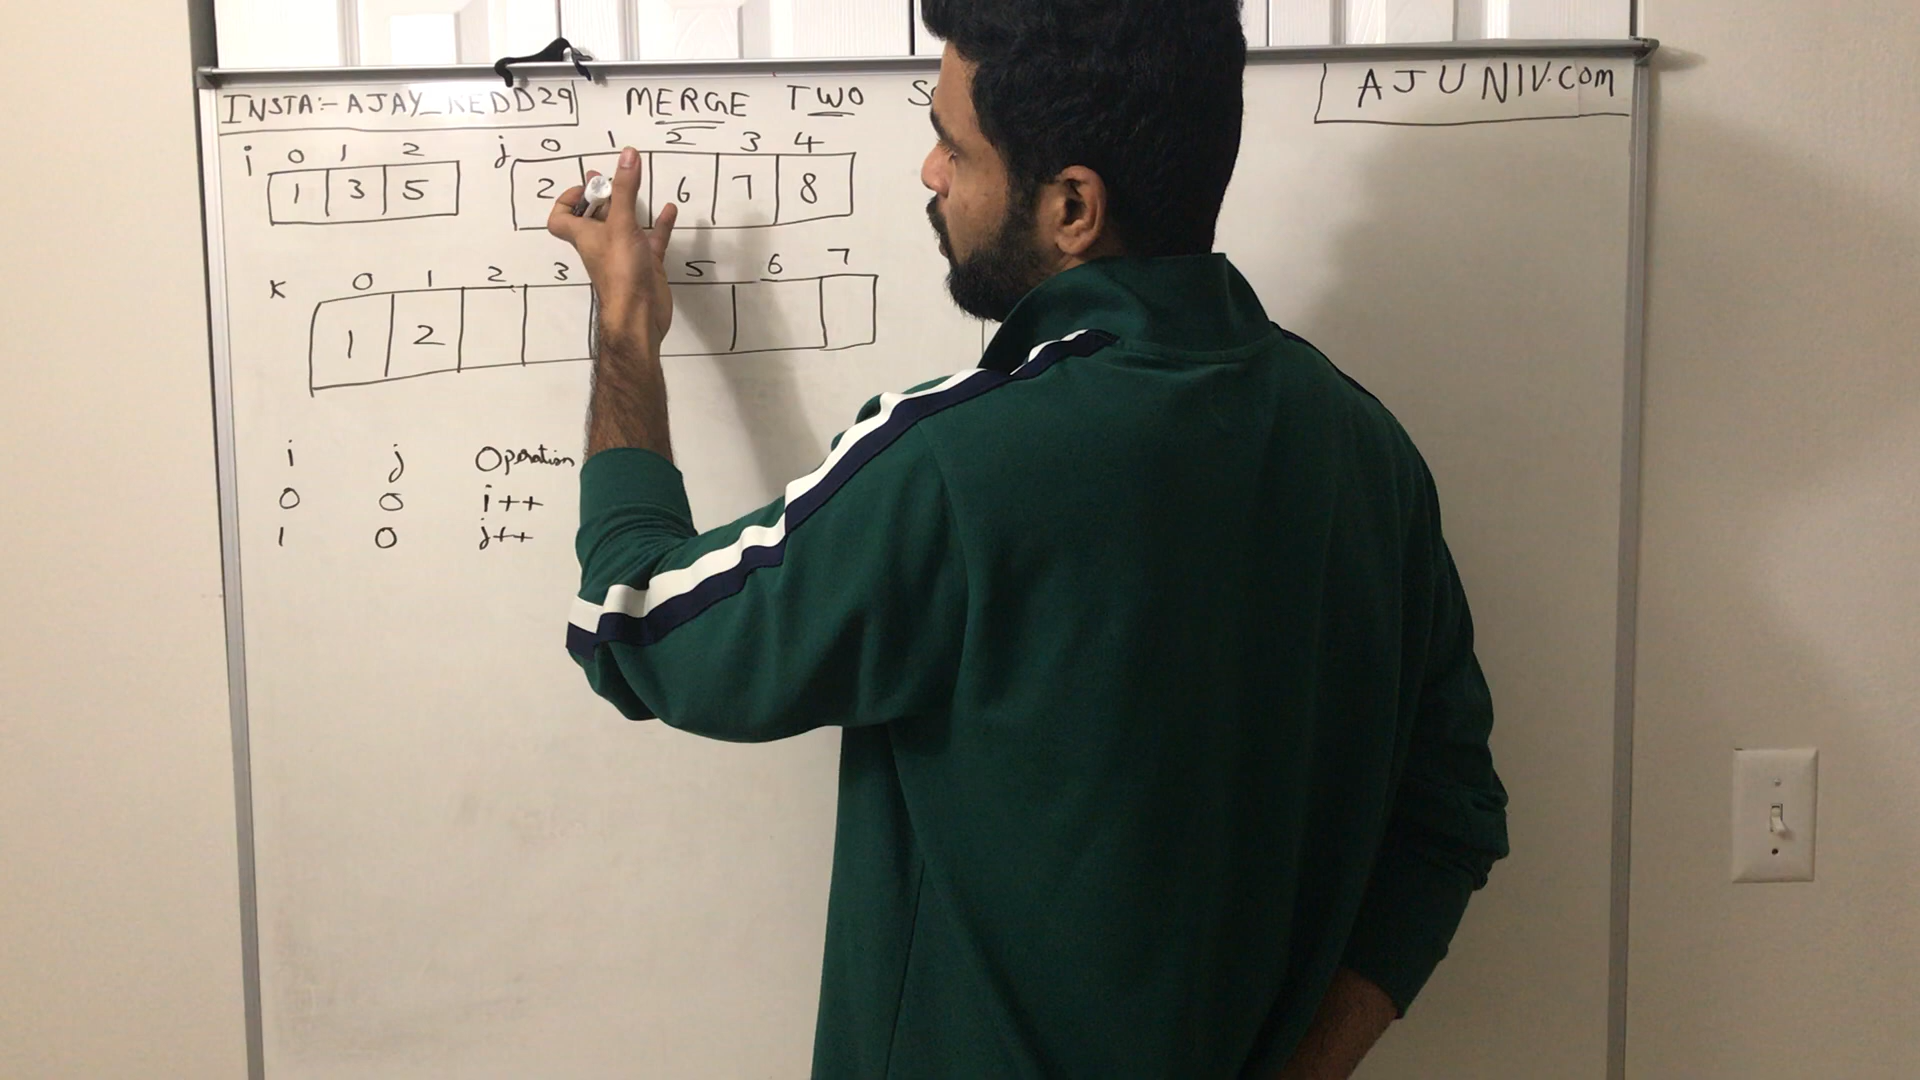 INSTA:- AJAY_REDD29 MERGE TWO
AJUNIV.COM
i 0 1 2 j 0 1 2 3 4
1 3 5 2 6 7 8
K 0 1 2 3 5 6 7
1 2
i j Operation
0 0 i++
1 0 j++